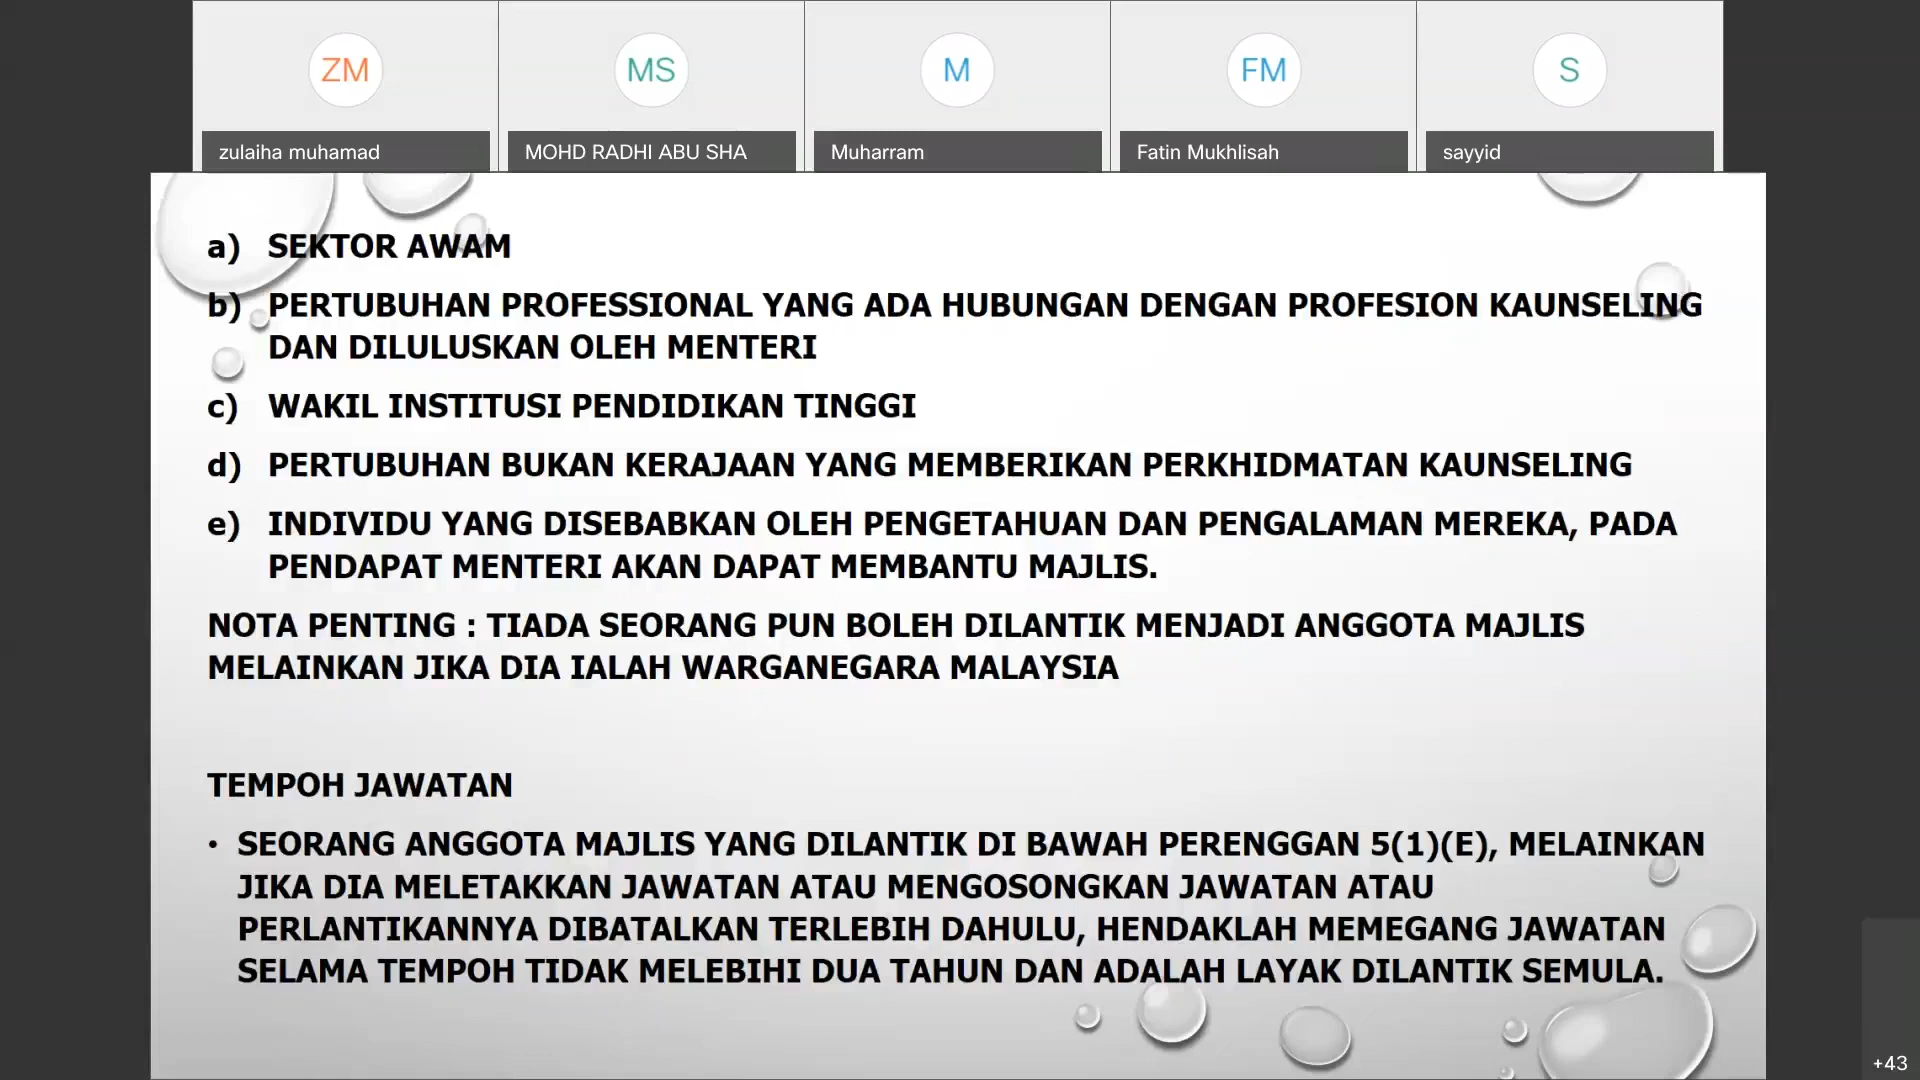 ZM
MS
M
FM
S
zulaiha muhamad
MOHD RADHI ABU SHA
Muharram
Fatin Mukhlisah
sayyid
a) SEKTOR AWAM
b) PERTUBUHAN PROFESSIONAL YANG ADA HUBUNGAN DENGAN PROFESION KAUNSELING
DAN DILULUSKAN OLEH MENTERI
c) WAKIL INSTITUSI PENDIDIKAN TINGGI
d) PERTUBUHAN BUKAN KERAJAAN YANG MEMBERIKAN PERKHIDMATAN KAUNSELING
e) INDIVIDU YANG DISEBABKAN OLEH PENGETAHUAN DAN PENGALAMAN MEREKA, PADA
PENDAPAT MENTERI AKAN DAPAT MEMBANTU MAJLIS.
NOTA PENTING : TIADA SEORANG PUN BOLEH DILANTIK MENJADI ANGGOTA MAJLIS
MELAINKAN JIKA DIA IALAH WARGANEGARA MALAYSIA
TEMPOH JAWATAN
• SEORANG ANGGOTA MAJLIS YANG DILANTIK DI BAWAH PERENGGAN 5(1)(E), MELAINKAN
JIKA DIA MELETAKKAN JAWATAN ATAU MENGOSONGKAN JAWATAN ATAU
PERLANTIKANNYA DIBATALKAN TERLEBIH DAHULU, HENDAKLAH MEMEGANG JAWATAN
SELAMA TEMPOH TIDAK MELEBIHI DUA TAHUN DAN ADALAH LAYAK DILANTIK SEMULA.
+43